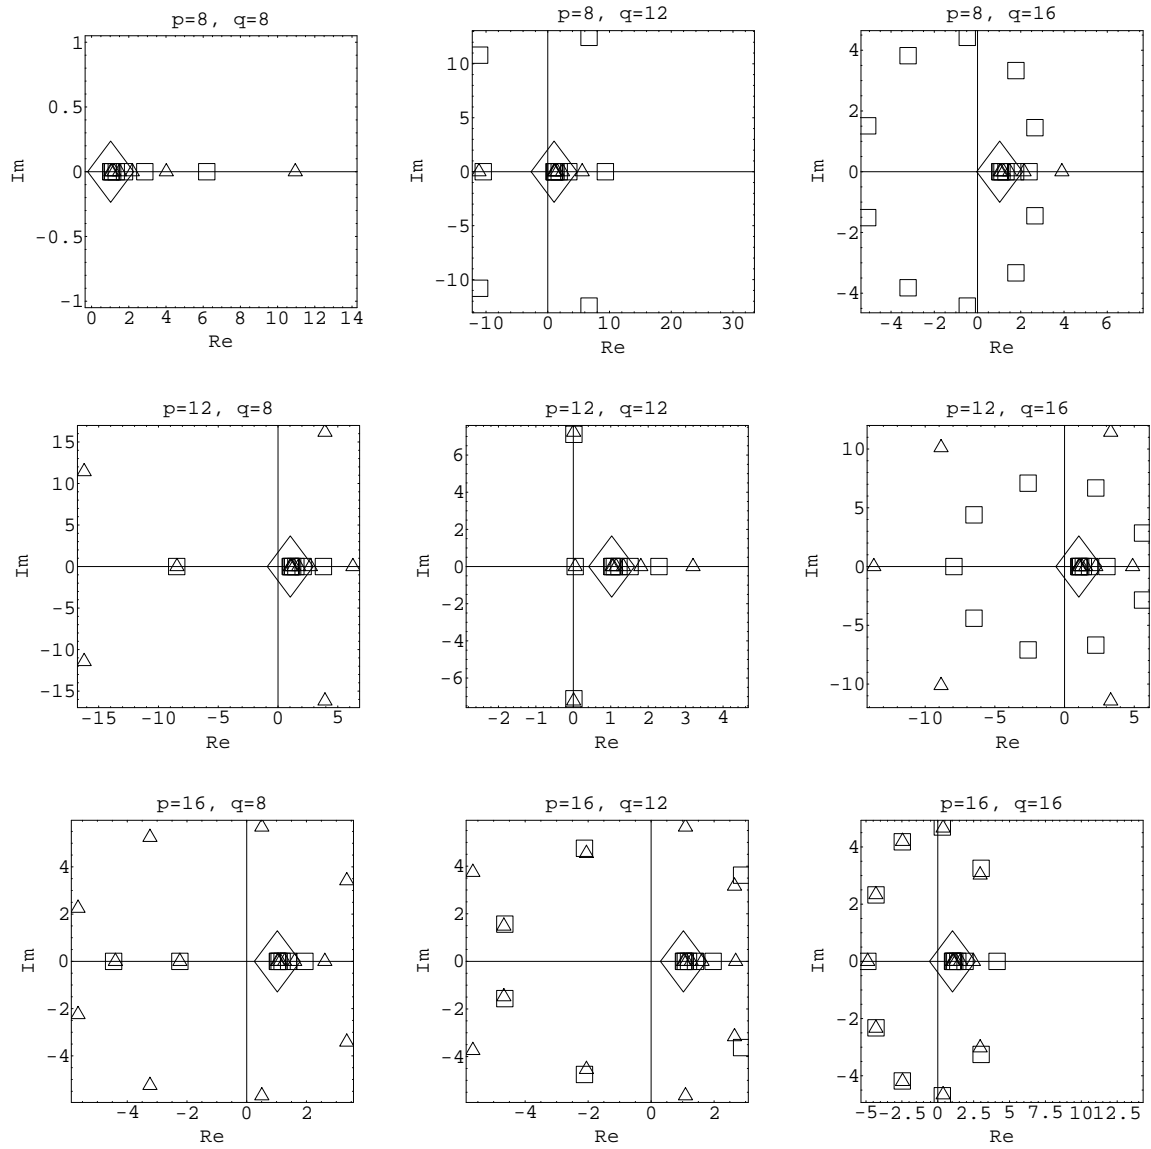 p=8, q=8
1
0.5
0
-0.5
-1
Im
0 2 4 6 8 10 12 14
Re
p=8, q=12
10
5
0
-5
-10
Im
-10 0 10 20 30
Re
p=8, q=16
4
2
0
-2
-4
Im
-4 -2 0 2 4 6
Re
p=12, q=8
15
10
5
0
-5
-10
-15
Im
-15 -10 -5 0 5
Re
p=12, q=12
6
4
2
0
-2
-4
-6
Im
-2 -1 0 1 2 3 4
Re
p=12, q=16
10
5
0
-5
-10
Im
-10 -5 0 5
Re
p=16, q=8
4
2
0
-2
-4
Im
-4 -2 0 2
Re
p=16, q=12
4
2
0
-2
-4
Im
-4 -2 0 2
Re
p=16, q=16
4
2
0
-2
-4
Im
-5 -2.5 0 2.5 5 7.5 10 12.5
Re